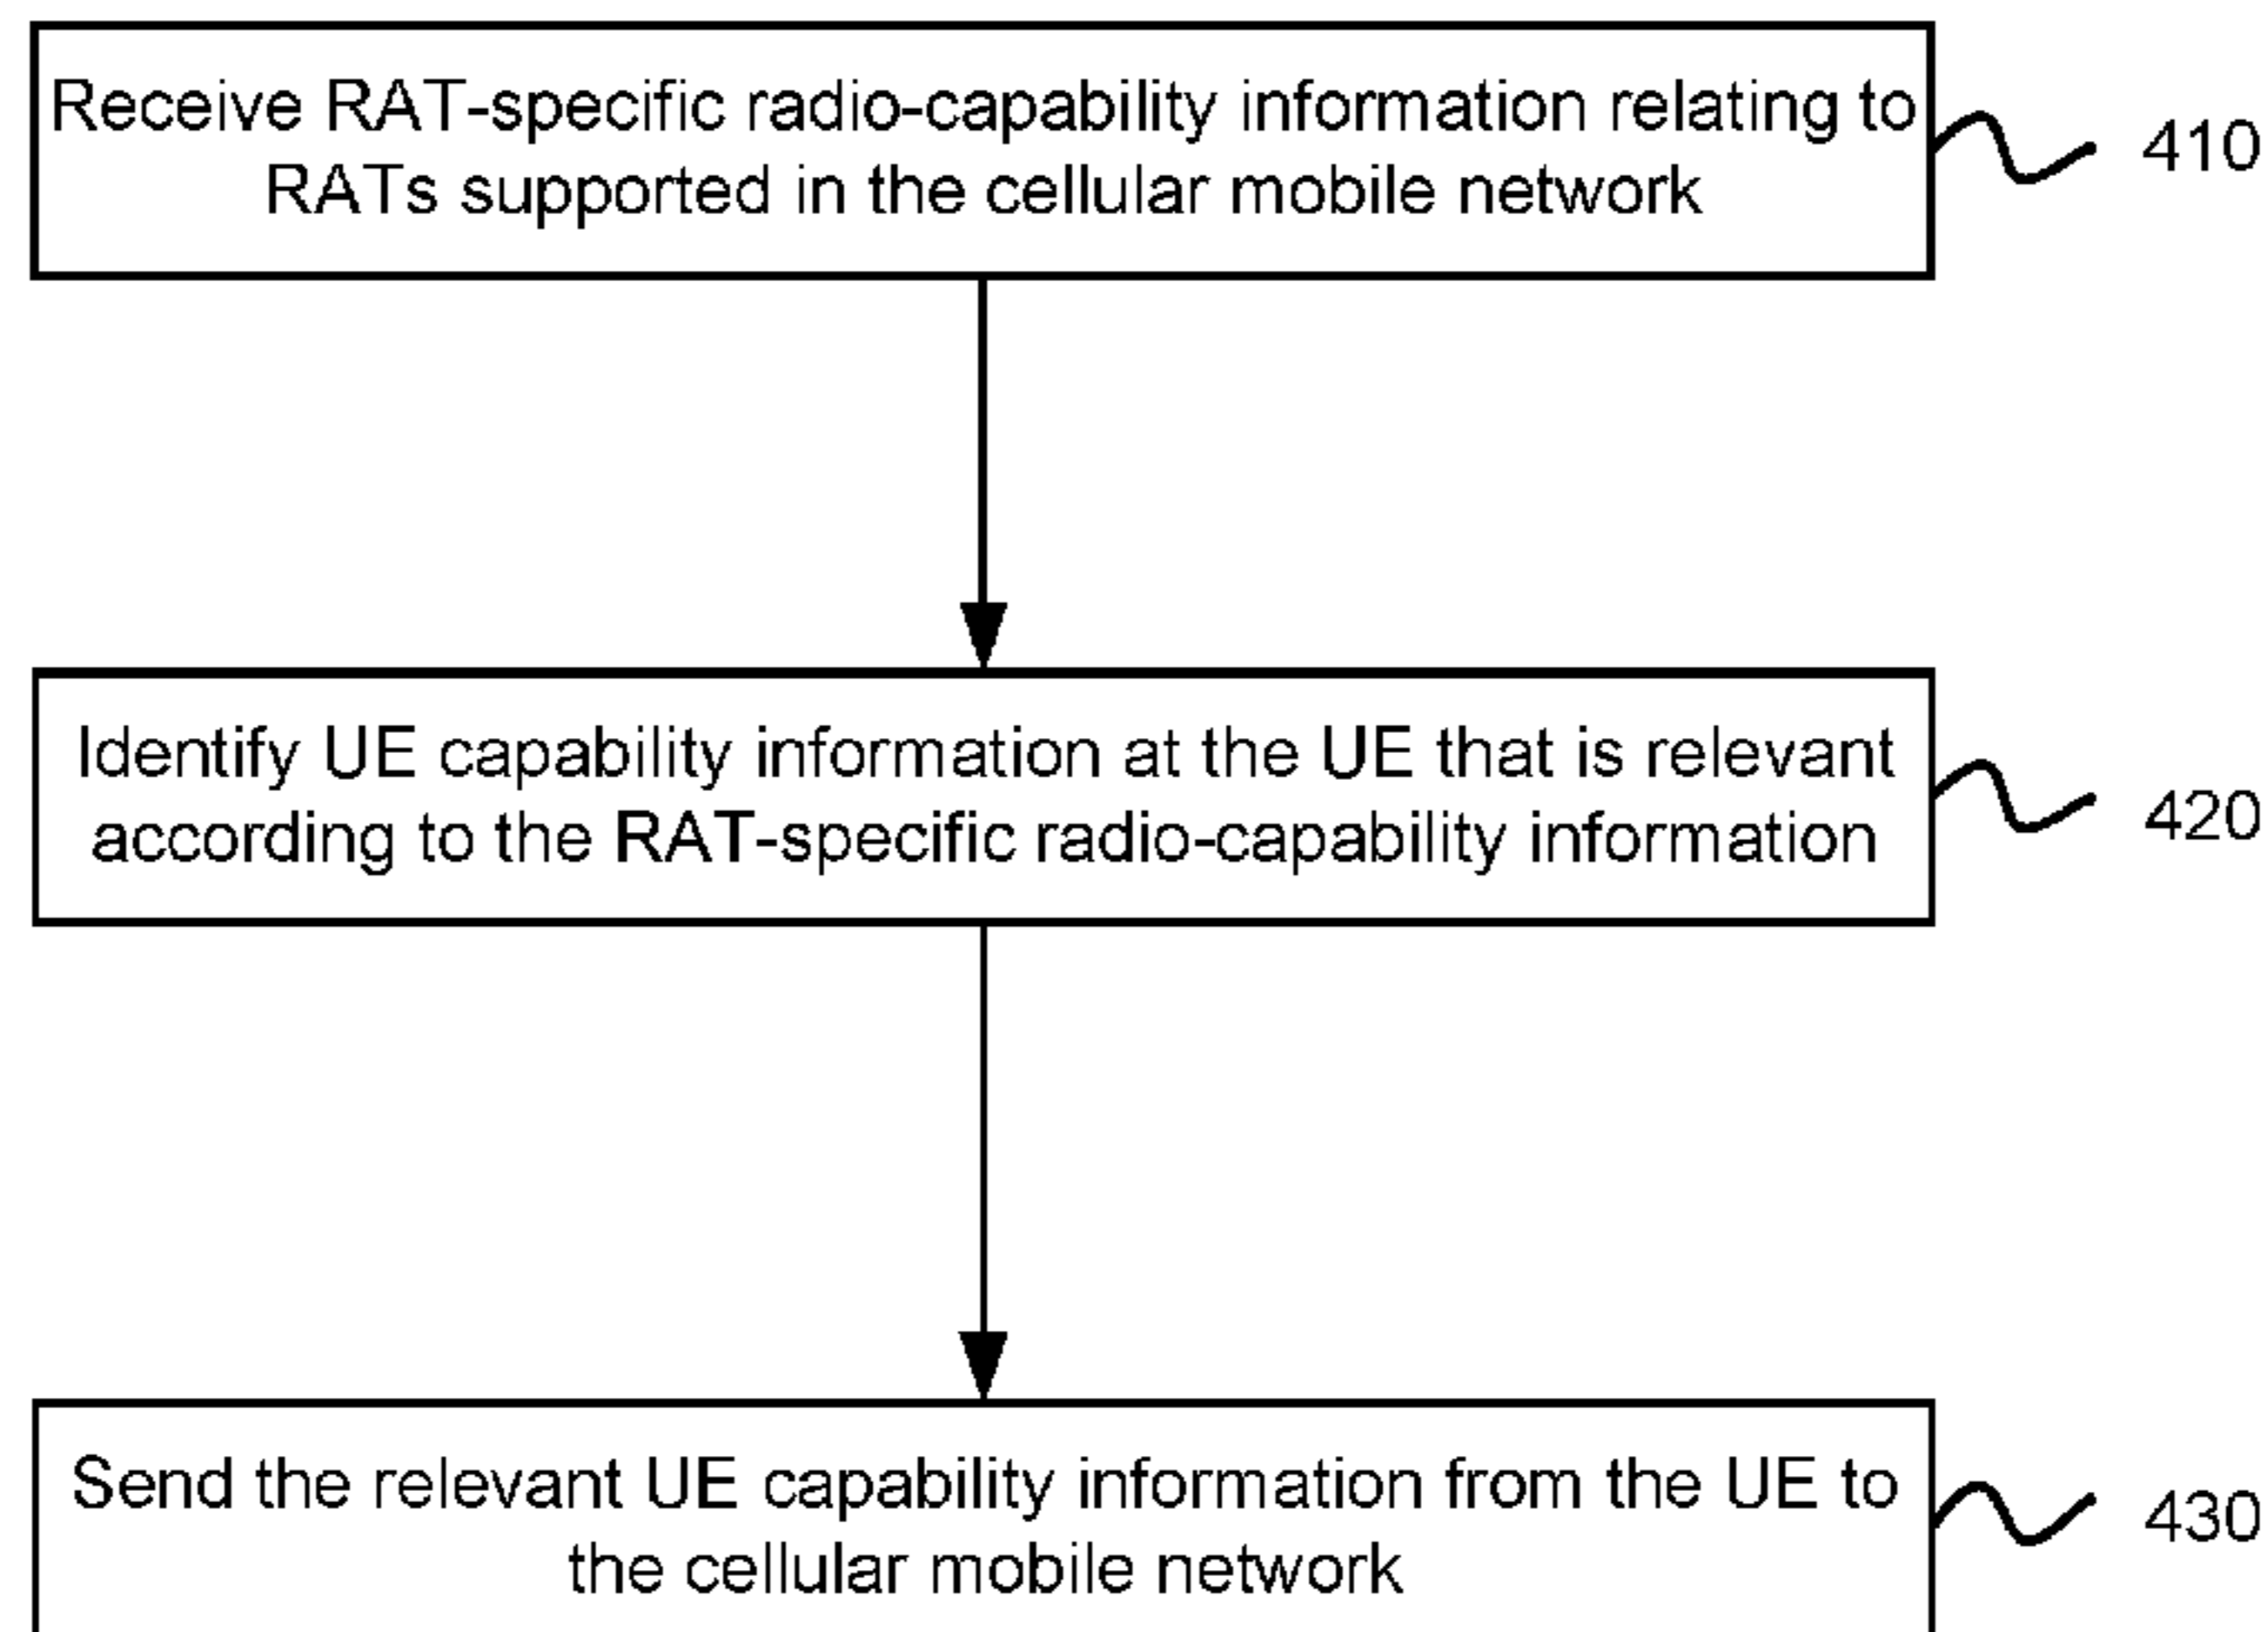 Receive RAT-specific radio-capability information relating to
RATs supported in the cellular mobile network
410
Identify UE capability information at the UE that is relevant
according to the RAT-specific radio-capability information
420
Send the relevant UE capability information from the UE to
the cellular mobile network
430